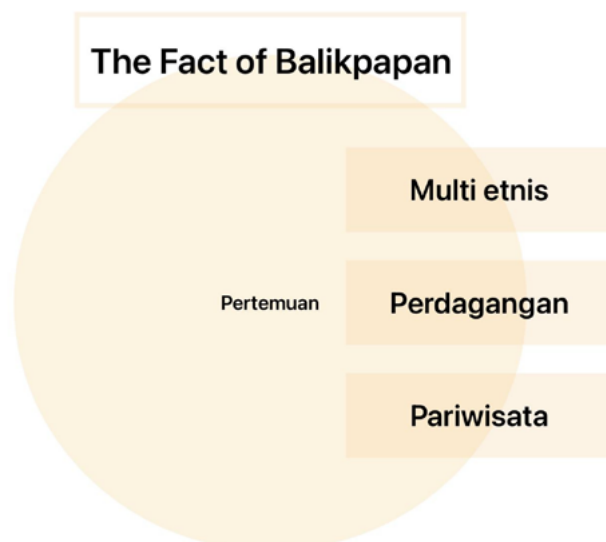 The Fact of Balikpapan
Multi etnis
Pertemuan
Perdagangan
Pariwisata